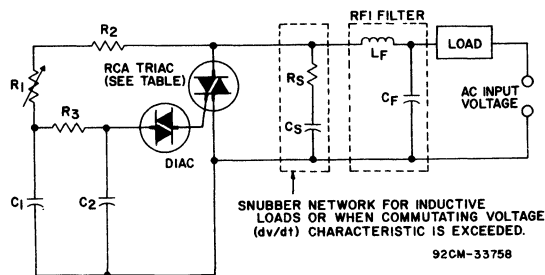 RFI FILTER
R2
RCA TRIAC
(SEE TABLE)
LF
LOAD
R1
RS
CF
AC INPUT
VOLTAGE
R3
CS
DIAC
C1
C2
SNUBBER NETWORK FOR INDUCTIVE
LOADS OR WHEN COMMUTATING VOLTAGE
(dv/dt) CHARACTERISTIC IS EXCEEDED.
92CM-33758